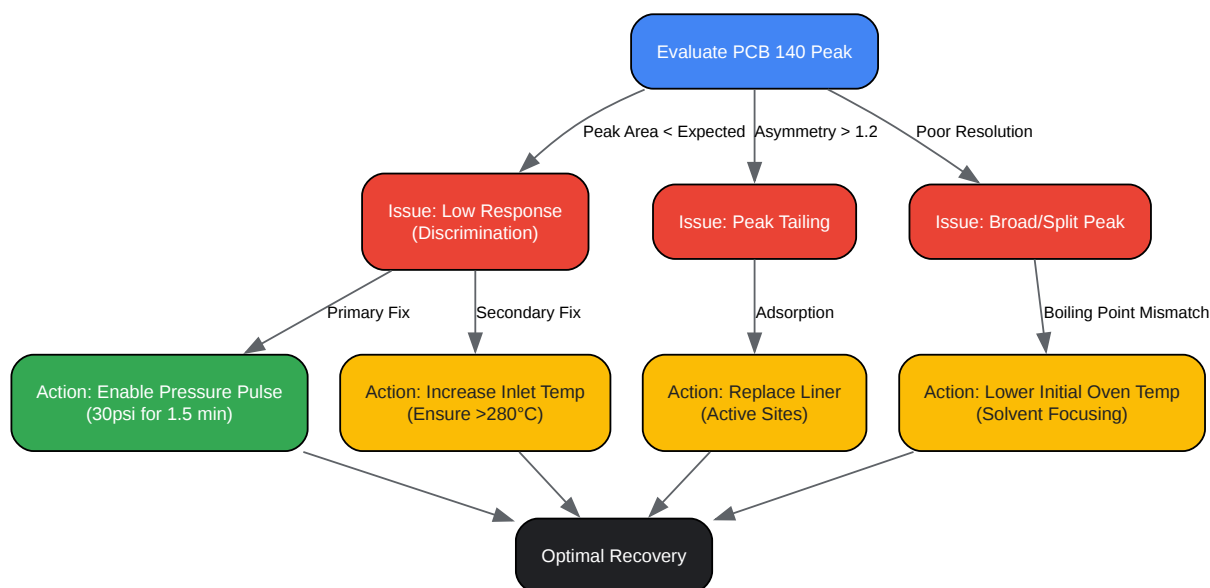 Evaluate PCB 140 Peak
Peak Area < Expected
Asymmetry > 1.2
Poor Resolution
Issue: Low Response
(Discrimination)
Issue: Peak Tailing
Issue: Broad/Split Peak
Primary Fix
Secondary Fix
Adsorption
Boiling Point Mismatch
Action: Enable Pressure Pulse
(30psi for 1.5 min)
Action: Increase Inlet Temp
(Ensure >280°C)
Action: Replace Liner
(Active Sites)
Action: Lower Initial Oven Temp
(Solvent Focusing)
Optimal Recovery